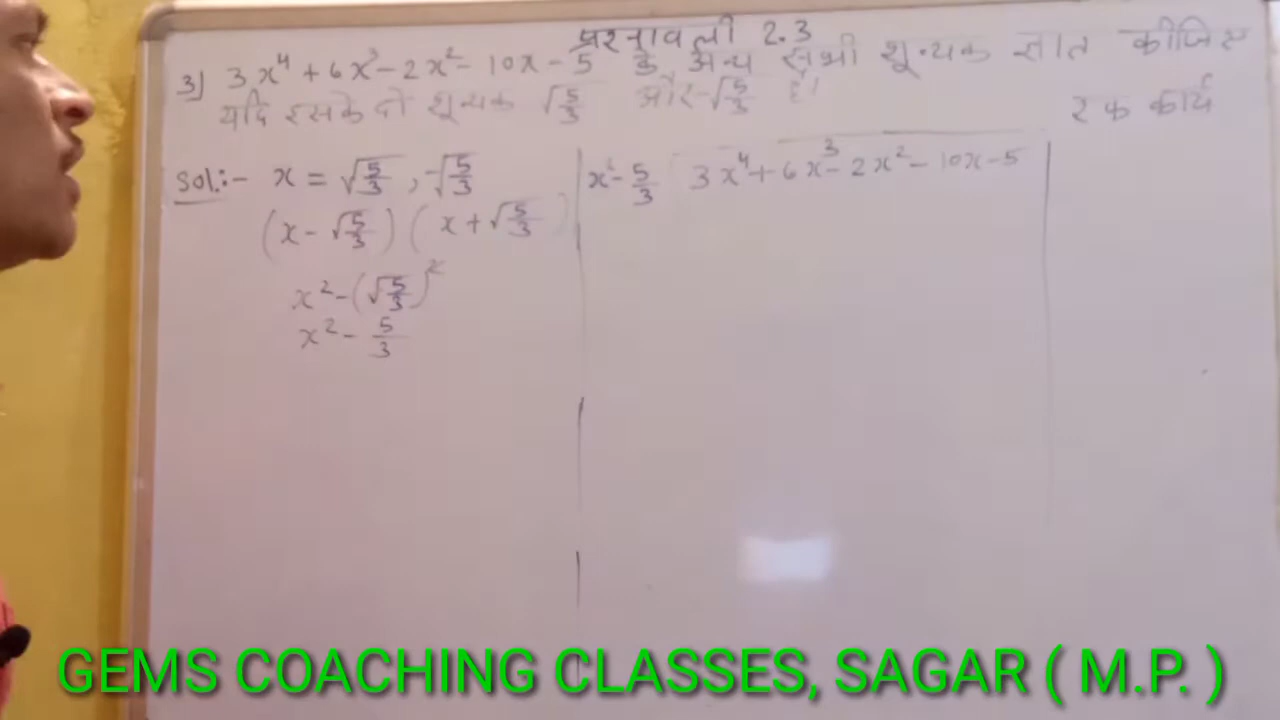 प्रश्नावली 2.3
3) 3x⁴ + 6x³ - 2x² - 10x - 5 के अन्य सभी शून्यक ज्ञात कीजिए
यदि इसके दो शून्यक √5/3 और -√5/3 है।
रफ कार्य
Sol:- x = √5/3 , -√5/3
(x - √5/3) (x + √5/3)
x² - (√5/3)²
x² - 5/3
x² - 5/3 3x⁴ + 6x³ - 2x² - 10x - 5
GEMS COACHING CLASSES, SAGAR ( M.P. )